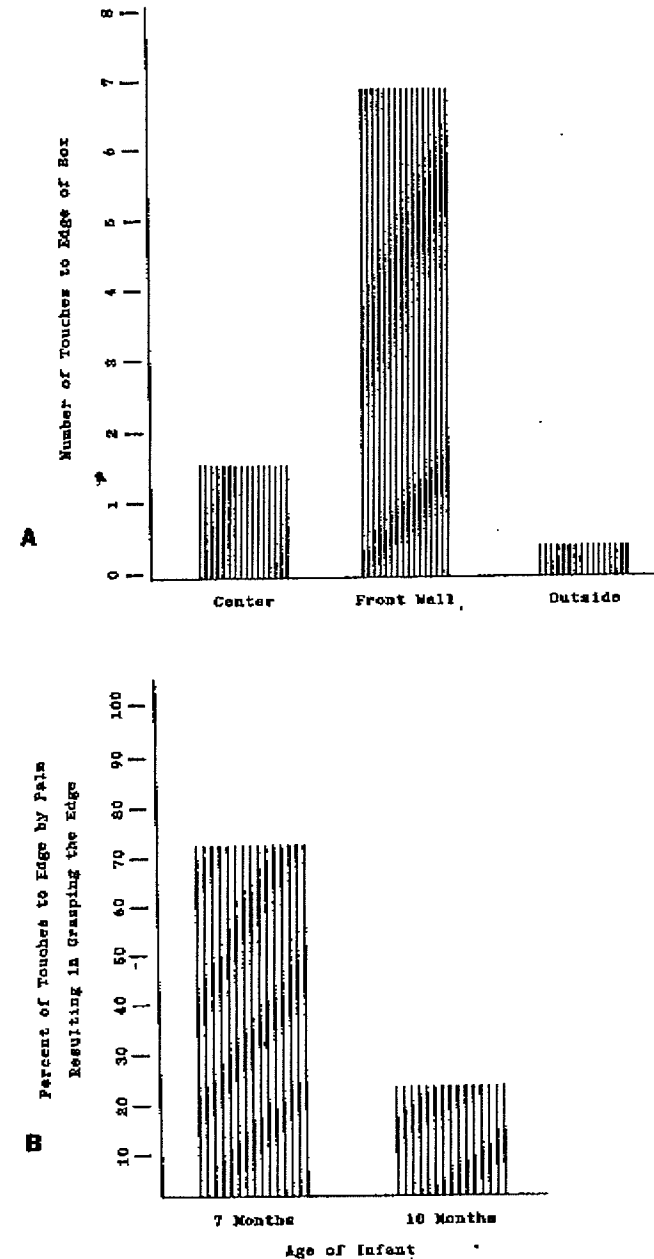 8
7
6
5
4
3
2
1
0
Number of Touches to Edge of Box
A
Center
Front Wall
Outside
100
90
80
70
60
50
40
30
20
10
Percent of Touches to Edge by Palm
Resulting in Grasping the Edge
B
7 Months
10 Months
Age of Infant